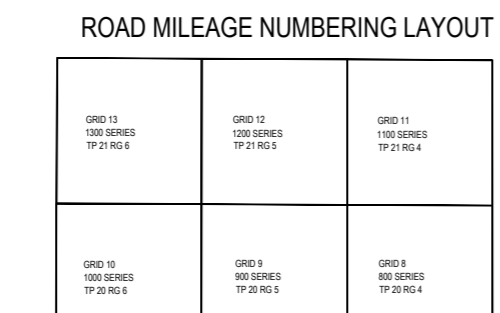 ROAD MILEAGE NUMBERING LAYOUT
GRID 13
1300 SERIES
TP 21 RG 6
GRID 12
1200 SERIES
TP 21 RG 5
GRID 11
1100 SERIES
TP 21 RG 4
GRID 10
1000 SERIES
TP 20 RG 6
GRID 9
900 SERIES
TP 20 RG 5
GRID 8
800 SERIES
TP 20 RG 4